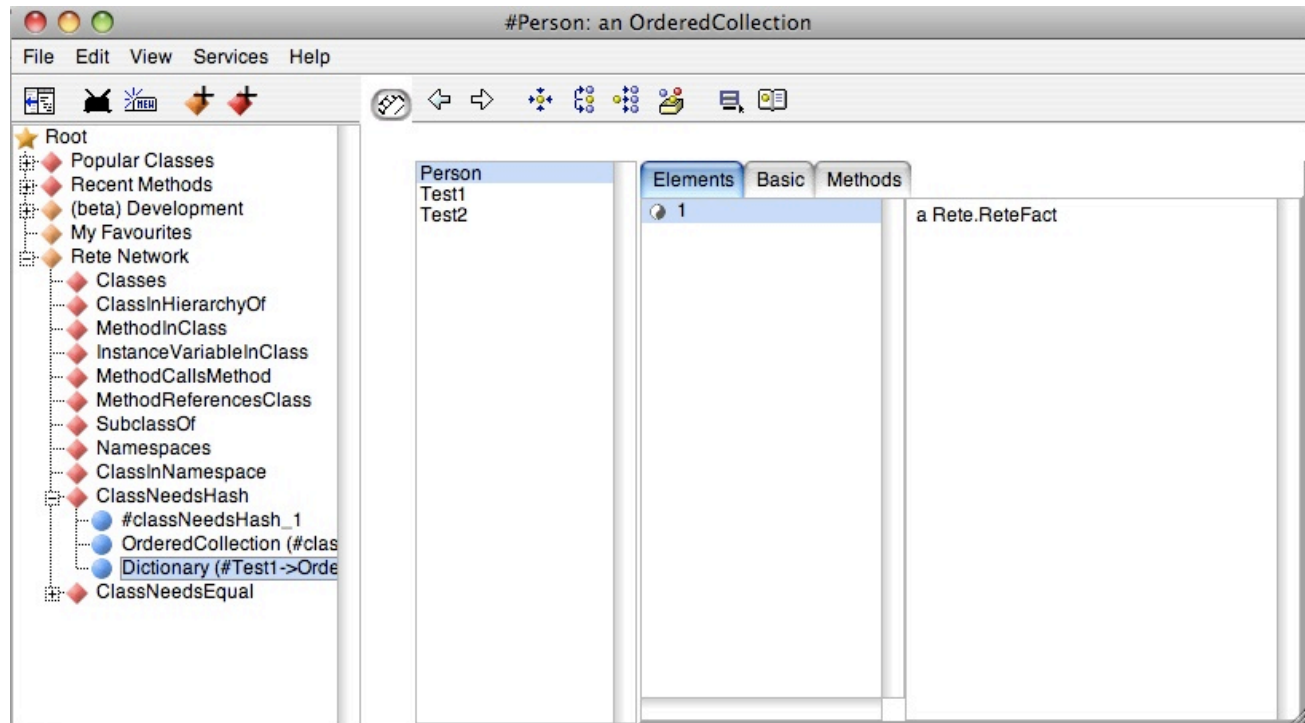 #Person: an OrderedCollection
File Edit View Services Help
NEW
Root
Popular Classes
Recent Methods
(beta) Development
My Favourites
Rete Network
Classes
ClassInHierarchyOf
MethodInClass
InstanceVariableInClass
MethodCallsMethod
MethodReferencesClass
SubclassOf
Namespaces
ClassInNamespace
ClassNeedsHash
#classNeedsHash_1
OrderedCollection (#clas
Dictionary (#Test1->Orde
ClassNeedsEqual
Person
Test1
Test2
Elements Basic Methods
1
a Rete.ReteFact